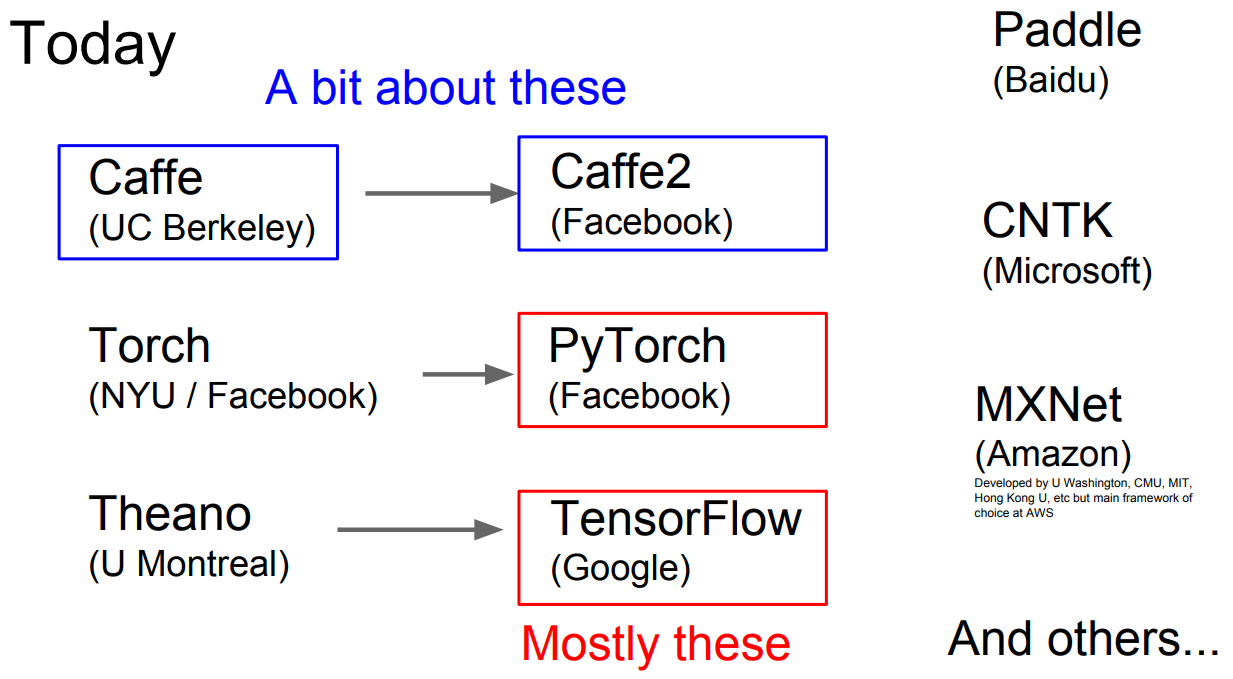 Today
A bit about these
Caffe
(UC Berkeley)
Caffe2
(Facebook)
Torch
(NYU / Facebook)
PyTorch
(Facebook)
Theano
(U Montreal)
TensorFlow
(Google)
Mostly these
Paddle
(Baidu)
CNTK
(Microsoft)
MXNet
(Amazon)
Developed by U Washington, CMU, MIT,
Hong Kong U, etc but main framework of
choice at AWS
And others...